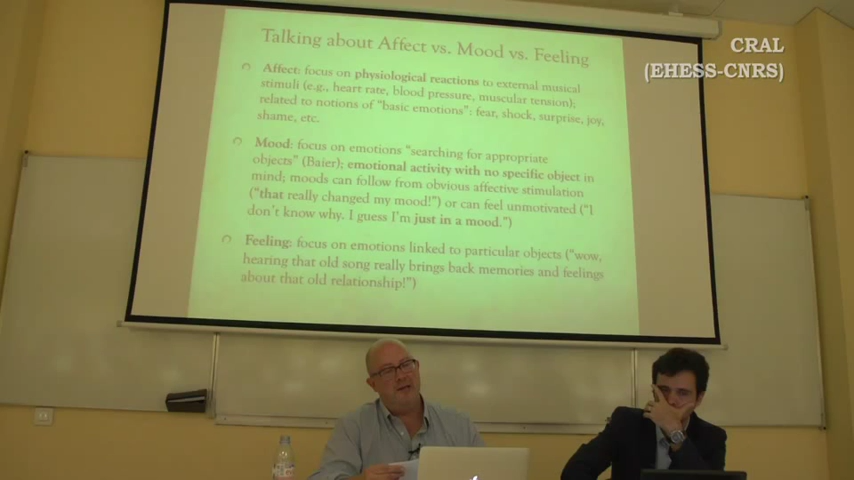 Talking about Affect vs. Mood vs. Feeling
CRAL
(EHESS-CNRS)
Affect: focus on physiological reactions to external musical
stimuli (e.g., heart rate, blood pressure, muscular tension);
related to notions of "basic emotions": fear, shock, surprise, joy,
shame, etc.
Mood: focus on emotions "searching for appropriate
objects" (Baier); emotional activity with no specific object in
mind; moods can follow from obvious affective stimulation
("that really changed my mood!") or can feel unmotivated ("I
don't know why. I guess I'm just in a mood.")
Feeling: focus on emotions linked to particular objects ("wow,
hearing that old song really brings back memories and feelings
about that old relationship!")